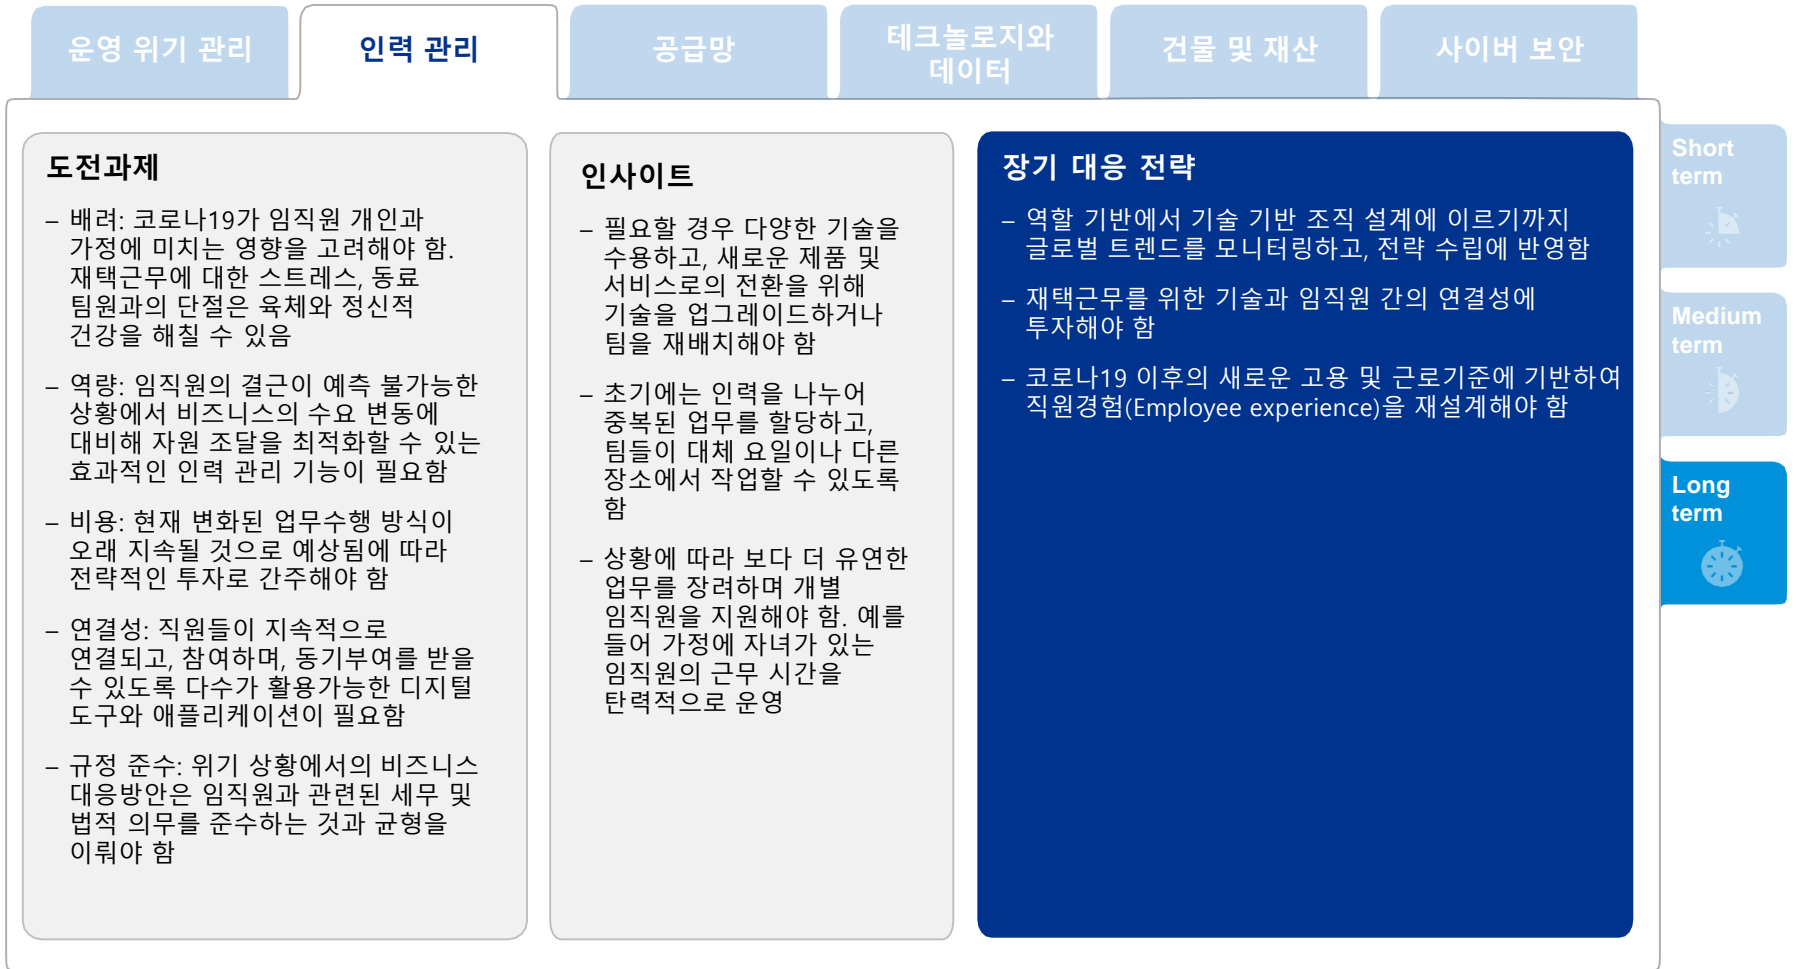 운영 위기 관리
인력 관리
공급망
테크놀로지와
데이터
건물 및 재산
사이버 보안
도전과제
– 배려: 코로나19가 임직원 개인과
가정에 미치는 영향을 고려해야 함.
재택근무에 대한 스트레스, 동료
팀원과의 단절은 육체와 정신적
건강을 해칠 수 있음
– 역량: 임직원의 결근이 예측 불가능한
상황에서 비즈니스의 수요 변동에
대비해 자원 조달을 최적화할 수 있는
효과적인 인력 관리 기능이 필요함
– 비용: 현재 변화된 업무수행 방식이
오래 지속될 것으로 예상됨에 따라
전략적인 투자로 간주해야 함
– 연결성: 직원들이 지속적으로
연결되고, 참여하며, 동기부여를 받을
수 있도록 다수가 활용가능한 디지털
도구와 애플리케이션이 필요함
– 규정 준수: 위기 상황에서의 비즈니스
대응방안은 임직원과 관련된 세무 및
법적 의무를 준수하는 것과 균형을
이뤄야 함
인사이트
– 필요할 경우 다양한 기술을
수용하고, 새로운 제품 및
서비스로의 전환을 위해
기술을 업그레이드하거나
팀을 재배치해야 함
– 초기에는 인력을 나누어
중복된 업무를 할당하고,
팀들이 대체 요일이나 다른
장소에서 작업할 수 있도록
함
– 상황에 따라 보다 더 유연한
업무를 장려하며 개별
임직원을 지원해야 함. 예를
들어 가정에 자녀가 있는
임직원의 근무 시간을
탄력적으로 운영
장기 대응 전략
– 역할 기반에서 기술 기반 조직 설계에 이르기까지
글로벌 트렌드를 모니터링하고, 전략 수립에 반영함
– 재택근무를 위한 기술과 임직원 간의 연결성에
투자해야 함
– 코로나19 이후의 새로운 고용 및 근로기준에 기반하여
직원경험(Employee experience)을 재설계해야 함
Short
term
Medium
term
Long
term